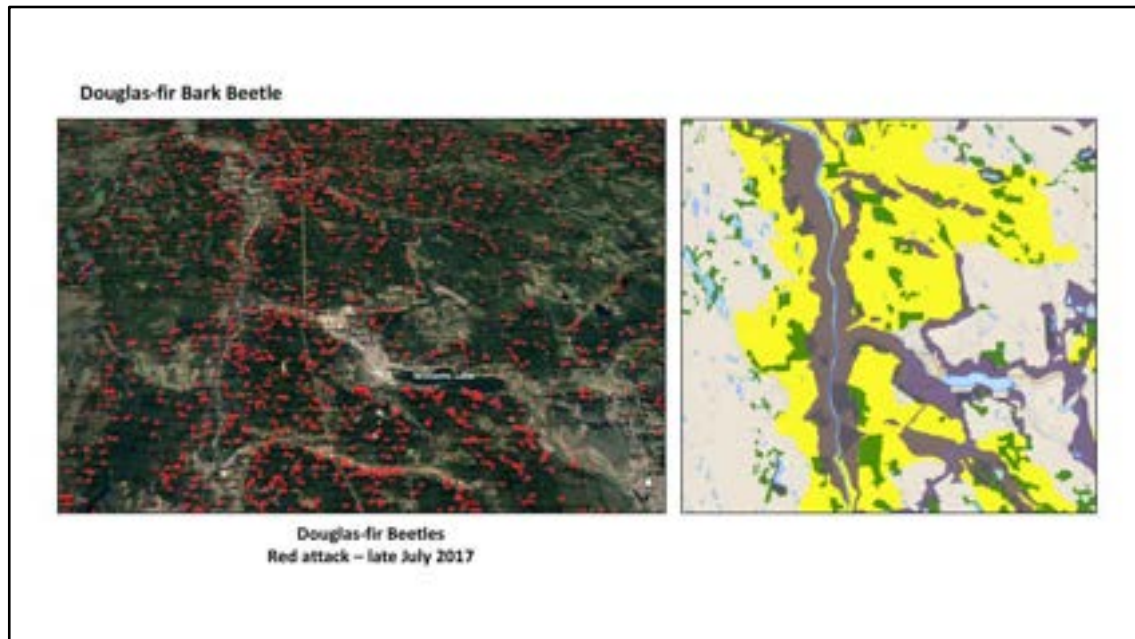 Douglas-fir Bark Beetle
Douglas-fir Beetles
Red attack – late July 2017